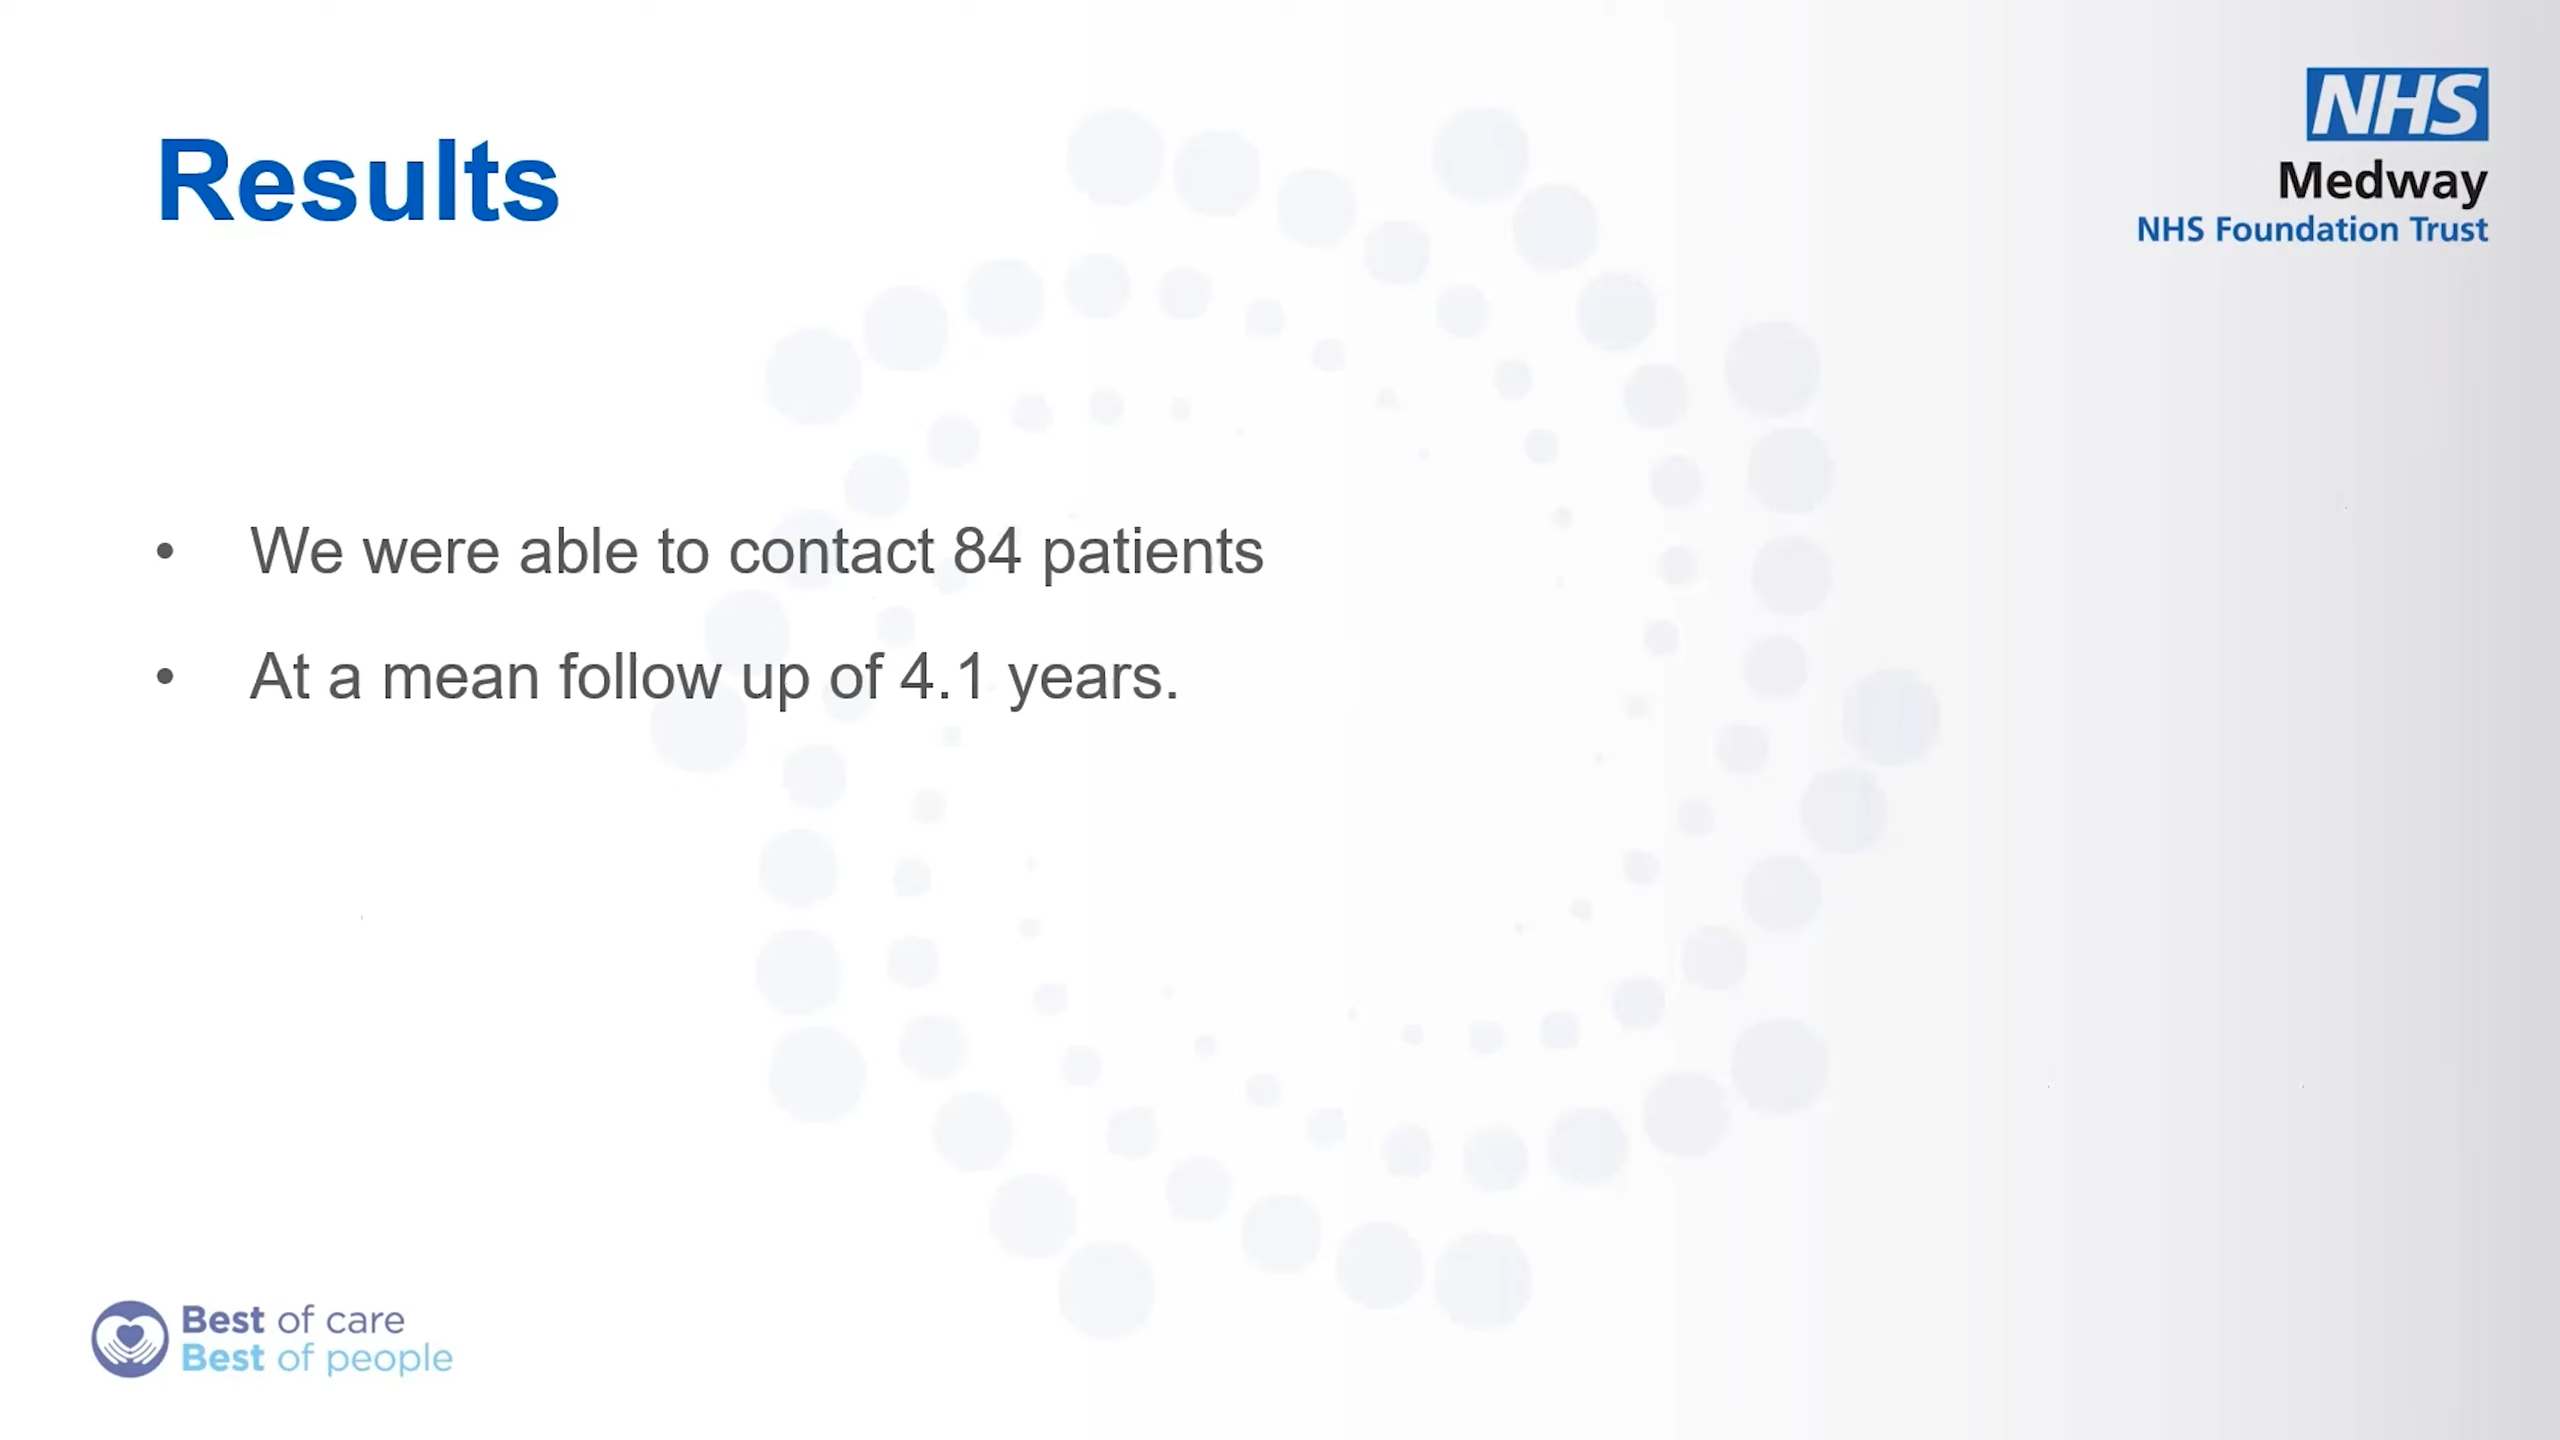 Results
NHS
Medway
NHS Foundation Trust
• We were able to contact 84 patients
• At a mean follow up of 4.1 years.
Best of care
Best of people